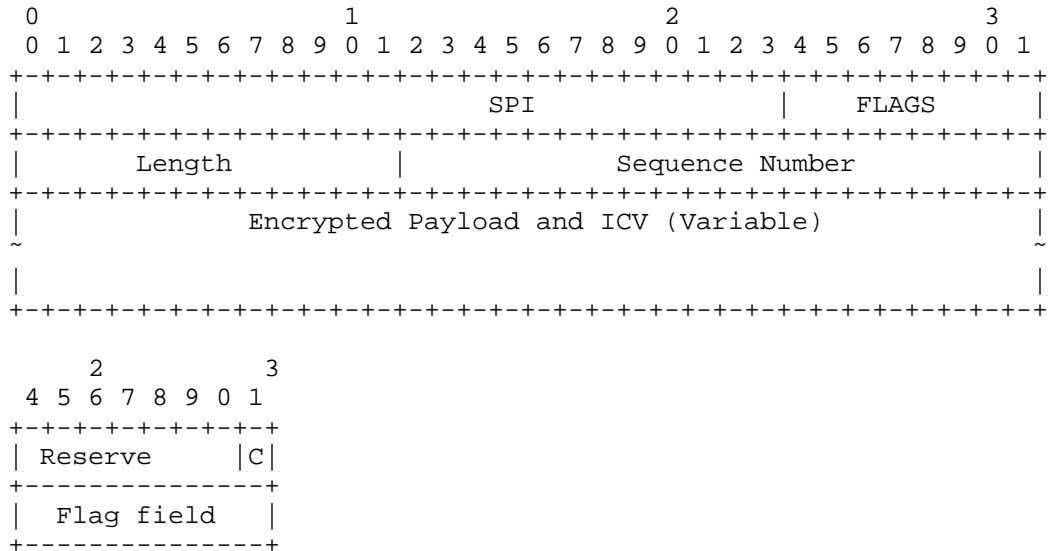 0                   1                   2                   3
 0 1 2 3 4 5 6 7 8 9 0 1 2 3 4 5 6 7 8 9 0 1 2 3 4 5 6 7 8 9 0 1
+-+-+-+-+-+-+-+-+-+-+-+-+-+-+-+-+-+-+-+-+-+-+-+-+-+-+-+-+-+-+-+-+
|                             SPI               |    FLAGS      |
+-+-+-+-+-+-+-+-+-+-+-+-+-+-+-+-+-+-+-+-+-+-+-+-+-+-+-+-+-+-+-+-+
|       Length          |             Sequence Number           |
+-+-+-+-+-+-+-+-+-+-+-+-+-+-+-+-+-+-+-+-+-+-+-+-+-+-+-+-+-+-+-+-+
|              Encrypted Payload and ICV (Variable)             |
~                                                               ~
|                                                               |
+-+-+-+-+-+-+-+-+-+-+-+-+-+-+-+-+-+-+-+-+-+-+-+-+-+-+-+-+-+-+-+-+
     2          3
 4 5 6 7 8 9 0 1
+-+-+-+-+-+-+-+-+
| Reserve     |C|
+---------------+
|  Flag field   |
+---------------+